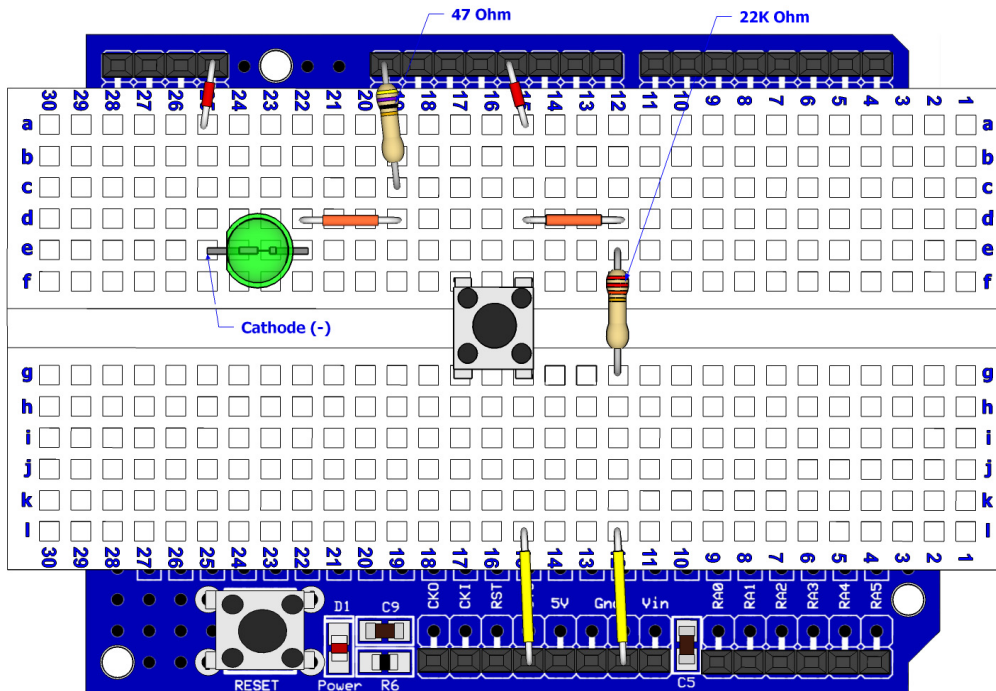 47 Ohm
22K Ohm
30 29 28 27 26 25 24 23 22 21 20 19 18 17 16 15 14 13 12 11 10 9 8 7 6 5 4 3 2 1
a a
b b
c c
d d
e e
f f
Cathode (-)
g g
h h
i i
j j
k k
l l
30 29 28 27 26 25 24 23 22 21 20 19 18 17 16 15 14 13 12 11 10 9 8 7 6 5 4 3 2 1
CKO CKI RST 5V Gnd Vin RA0 RA1 RA2 RA3 RA4 RA5
D1 C9
RESET Power R6 C5